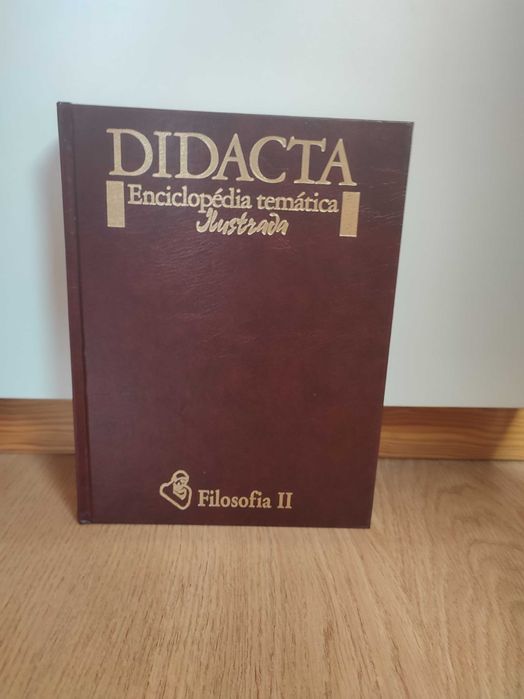 DIDACTA
Enciclopédia temática
Ilustrada
Filosofia II